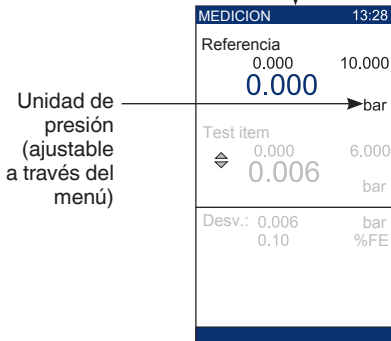 MEDICION 13:28
Referencia
0.000 10.000
0.000
bar
Unidad de
presión
(ajustable
a través del
menú)
Test item
0.000 6.000
0.006
bar
Desv.: 0.006 bar
0.10 %FE